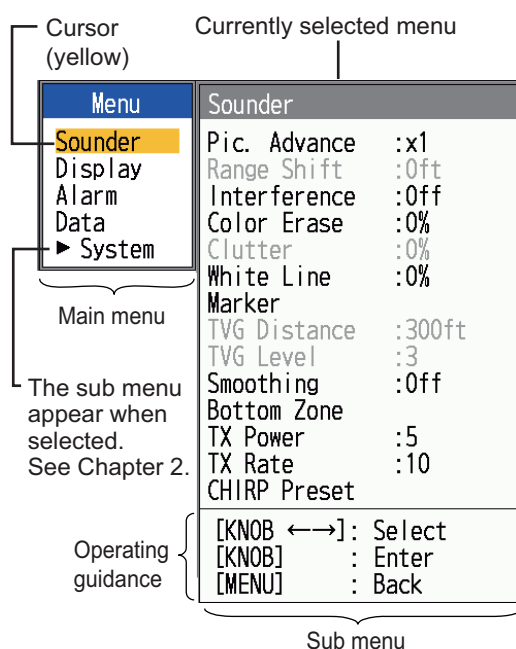 Cursor
(yellow)
Currently selected menu
Menu
Sounder
Display
Alarm
Data
► System
Main menu
The sub menu
appear when
selected.
See Chapter 2.
Sounder
Pic. Advance :x1
Range Shift :0ft
Interference :Off
Color Erase :0%
Clutter :0%
White Line :0%
Marker
TVG Distance :300ft
TVG Level :3
Smoothing :Off
Bottom Zone
TX Power :5
TX Rate :10
CHIRP Preset
Operating
guidance
[KNOB ←→]: Select
[KNOB] : Enter
[MENU] : Back
Sub menu